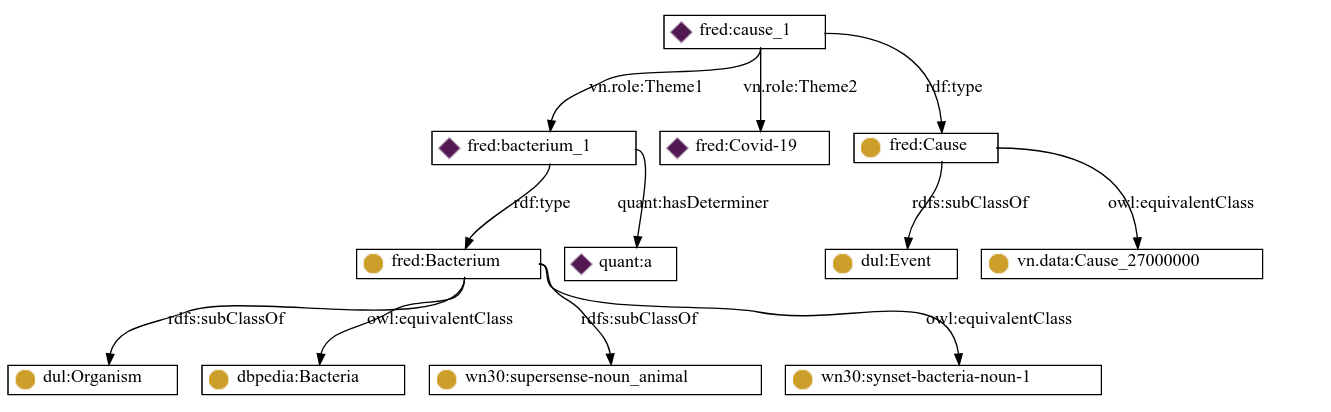 fred:cause_1
vn.role:Theme1
vn.role:Theme2
rdf:type
fred:bacterium_1
fred:Covid-19
fred:Cause
rdf:type
quant:hasDeterminer
rdfs:subClassOf
owl:equivalentClass
fred:Bacterium
quant:a
dul:Event
vn.data:Cause_27000000
rdfs:subClassOf
owl:equivalentClass
rdfs:subClassOf
owl:equivalentClass
dul:Organism
dbpedia:Bacteria
wn30:supersense-noun_animal
wn30:synset-bacteria-noun-1